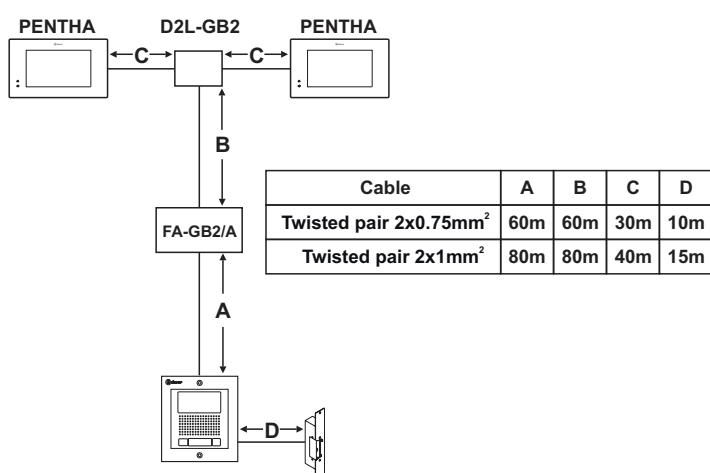 PENTHA D2L-GB2 PENTHA
C C
B
Cable A B C D
Twisted pair 2x0.75mm² 60m 60m 30m 10m
Twisted pair 2x1mm² 80m 80m 40m 15m
FA-GB2/A
A
D